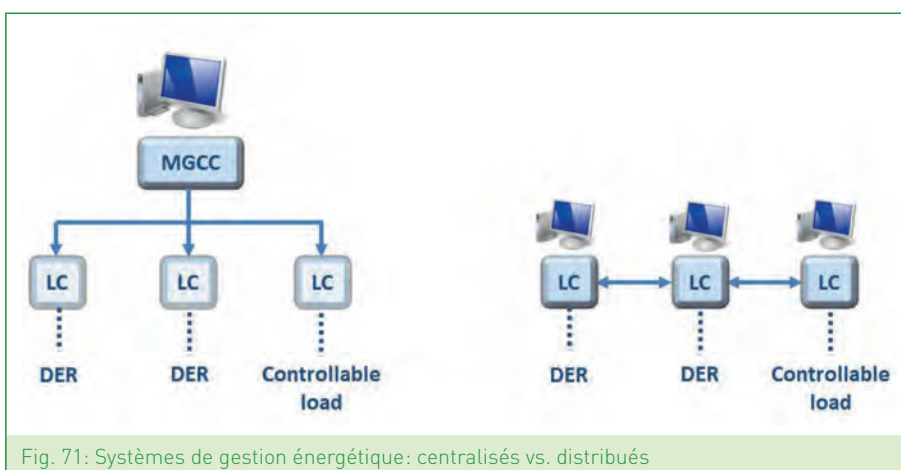 MGCC
LC LC LC
DER DER Controllable
load
LC LC LC
DER DER Controllable
load
Fig. 71: Systèmes de gestion énergétique: centralisés vs. distribués